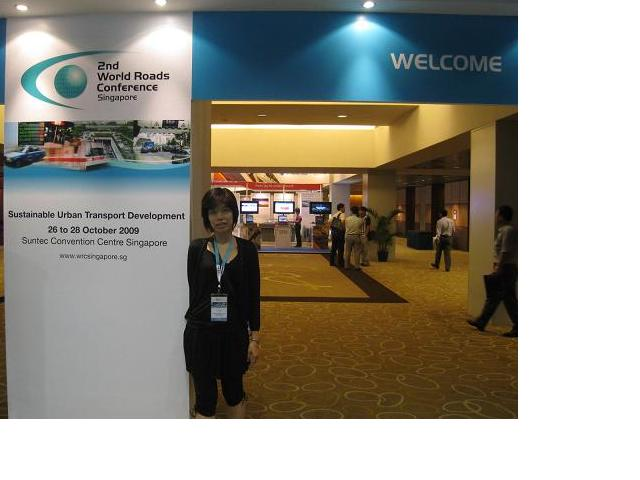 2nd
World Roads
Conference
Singapore
WELCOME
Sustainable Urban Transport Development
26 to 28 October 2009
Suntec Convention Centre Singapore
www.wrcsingapore.sg